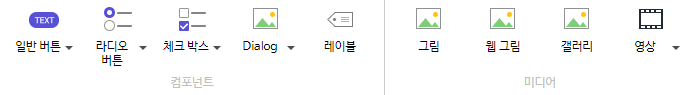 TEXT
일반 버튼
라디오
버튼
체크 박스
Dialog
레이블
컴포넌트
그림
웹 그림
갤러리
영상
미디어